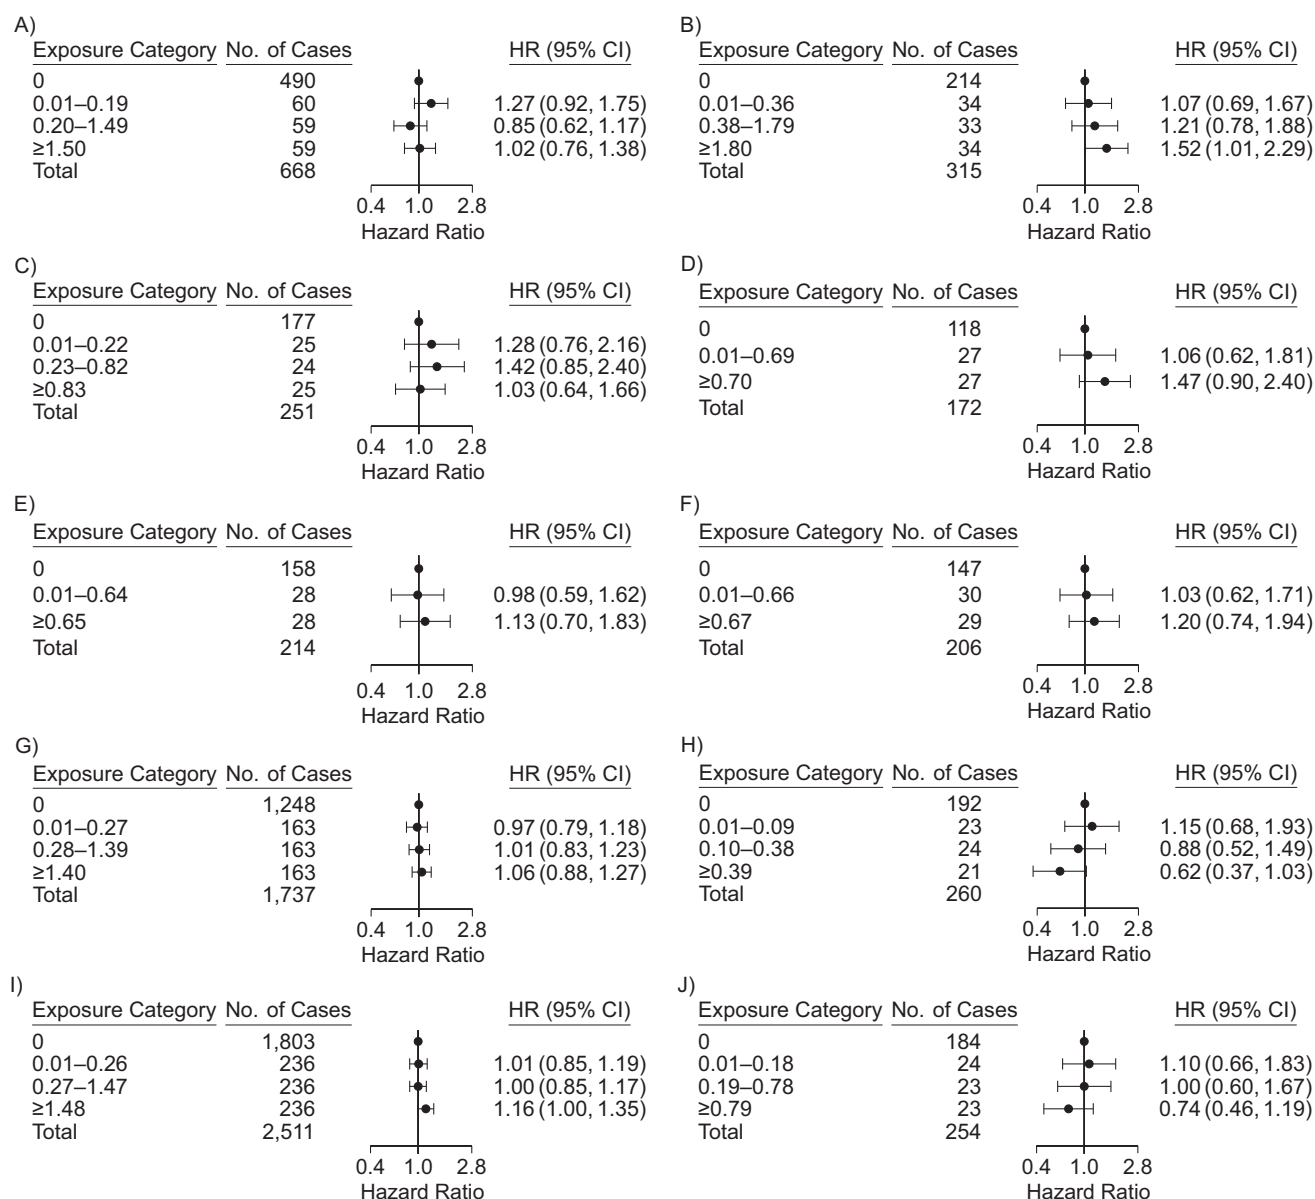 A)
Exposure Category No. of Cases HR (95% CI)
0 490
0.01–0.19 60 1.27 (0.92, 1.75)
0.20–1.49 59 0.85 (0.62, 1.17)
≥1.50 59 1.02 (0.76, 1.38)
Total 668
0.4 1.0 2.8
Hazard Ratio
B)
Exposure Category No. of Cases HR (95% CI)
0 214
0.01–0.36 34 1.07 (0.69, 1.67)
0.38–1.79 33 1.21 (0.78, 1.88)
≥1.80 34 1.52 (1.01, 2.29)
Total 315
0.4 1.0 2.8
Hazard Ratio
C)
Exposure Category No. of Cases HR (95% CI)
0 177
0.01–0.22 25 1.28 (0.76, 2.16)
0.23–0.82 24 1.42 (0.85, 2.40)
≥0.83 25 1.03 (0.64, 1.66)
Total 251
0.4 1.0 2.8
Hazard Ratio
D)
Exposure Category No. of Cases HR (95% CI)
0 118
0.01–0.69 27 1.06 (0.62, 1.81)
≥0.70 27 1.47 (0.90, 2.40)
Total 172
0.4 1.0 2.8
Hazard Ratio
E)
Exposure Category No. of Cases HR (95% CI)
0 158
0.01–0.64 28 0.98 (0.59, 1.62)
≥0.65 28 1.13 (0.70, 1.83)
Total 214
0.4 1.0 2.8
Hazard Ratio
F)
Exposure Category No. of Cases HR (95% CI)
0 147
0.01–0.66 30 1.03 (0.62, 1.71)
≥0.67 29 1.20 (0.74, 1.94)
Total 206
0.4 1.0 2.8
Hazard Ratio
G)
Exposure Category No. of Cases HR (95% CI)
0 1,248
0.01–0.27 163 0.97 (0.79, 1.18)
0.28–1.39 163 1.01 (0.83, 1.23)
≥1.40 163 1.06 (0.88, 1.27)
Total 1,737
0.4 1.0 2.8
Hazard Ratio
H)
Exposure Category No. of Cases HR (95% CI)
0 192
0.01–0.09 23 1.15 (0.68, 1.93)
0.10–0.38 24 0.88 (0.52, 1.49)
≥0.39 21 0.62 (0.37, 1.03)
Total 260
0.4 1.0 2.8
Hazard Ratio
I)
Exposure Category No. of Cases HR (95% CI)
0 1,803
0.01–0.26 236 1.01 (0.85, 1.19)
0.27–1.47 236 1.00 (0.85, 1.17)
≥1.48 236 1.16 (1.00, 1.35)
Total 2,511
0.4 1.0 2.8
Hazard Ratio
J)
Exposure Category No. of Cases HR (95% CI)
0 184
0.01–0.18 24 1.10 (0.66, 1.83)
0.19–0.78 23 1.00 (0.60, 1.67)
≥0.79 23 0.74 (0.46, 1.19)
Total 254
0.4 1.0 2.8
Hazard Ratio